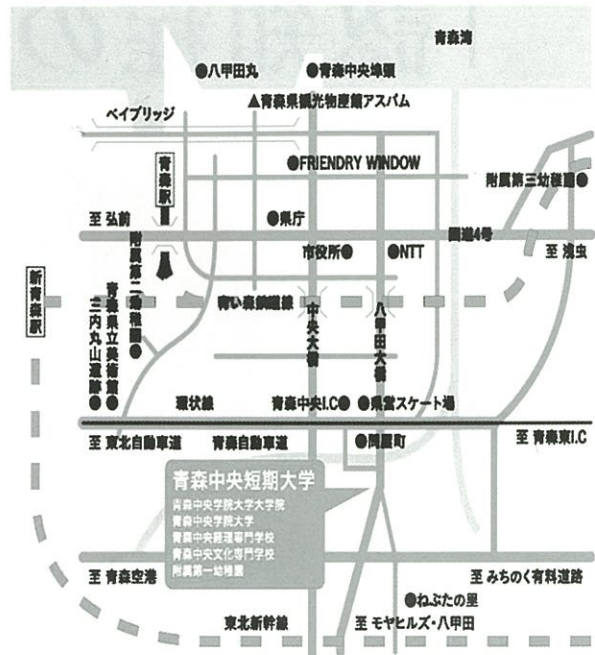 青森湾
●八甲田丸
●青森中央埠頭
▲青森県観光物産館アスパム
ベイブリッジ
青森駅
●FRIENDRY WINDOW
附属第三幼稚園●
至 弘前
●県庁
国道4号
市役所●
●NTT
至 浅虫
附属第二幼稚園●
新青森駅
青森県立美術館●
三内丸山遺跡●
青い森鉄道線
中央大橋
八甲田大橋
環状線
青森中央I.C●
●県営スケート場
至 東北自動車道
青森自動車道
●問屋町
至 青森東I.C
青森中央短期大学
青森中央学院大学大学院
青森中央学院大学
青森中央経理専門学校
青森中央文化専門学校
附属第一幼稚園
至 青森空港
至 みちのく有料道路
●ねぶたの里
東北新幹線
至 モヤヒルズ・八甲田